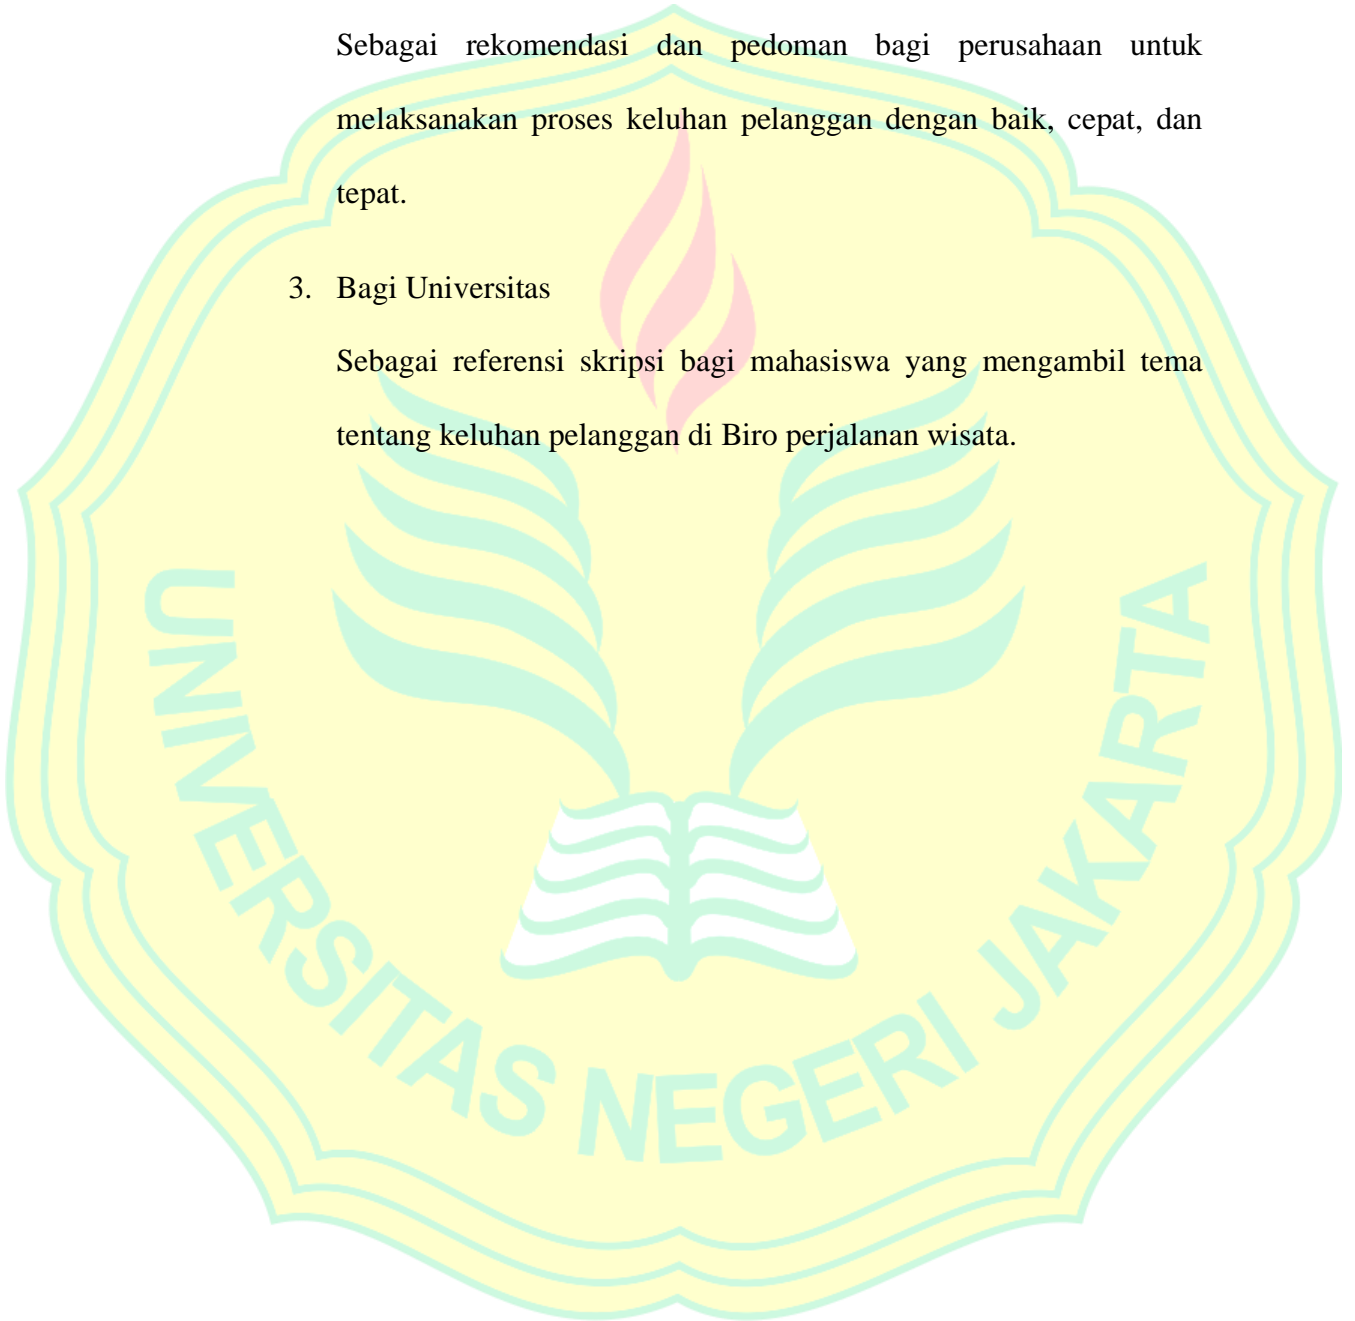 Sebagai rekomendasi dan pedoman bagi perusahaan untuk
melaksanakan proses keluhan pelanggan dengan baik, cepat, dan
tepat.
3. Bagi Universitas
Sebagai referensi skripsi bagi mahasiswa yang mengambil tema
tentang keluhan pelanggan di Biro perjalanan wisata.
UNIVERSITAS NEGERI JAKARTA